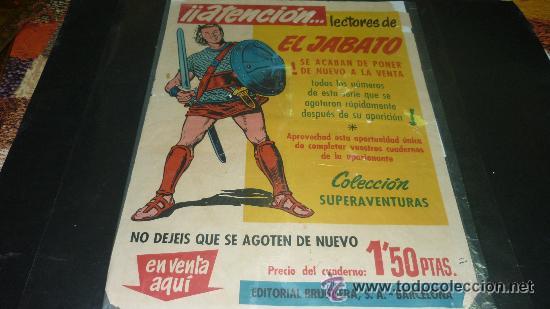 ¡¡atención...
lectores de
EL JABATO
¡ SE ACABAN DE PONER
DE NUEVO A LA VENTA
todos los números
de esta serie que se
agotaron rápidamente
después de su aparición !
*
Aprovechad esta oportunidad única
de completar vuestros cuadernos
de la apasionante
Colección
SUPERAVENTURAS
NO DEJEIS QUE SE AGOTEN DE NUEVO
en venta
aquí
Precio del cuaderno: 1'50 PTAS.
EDITORIAL BRUGUERA, S. A. - BARCELONA
todocoleccion